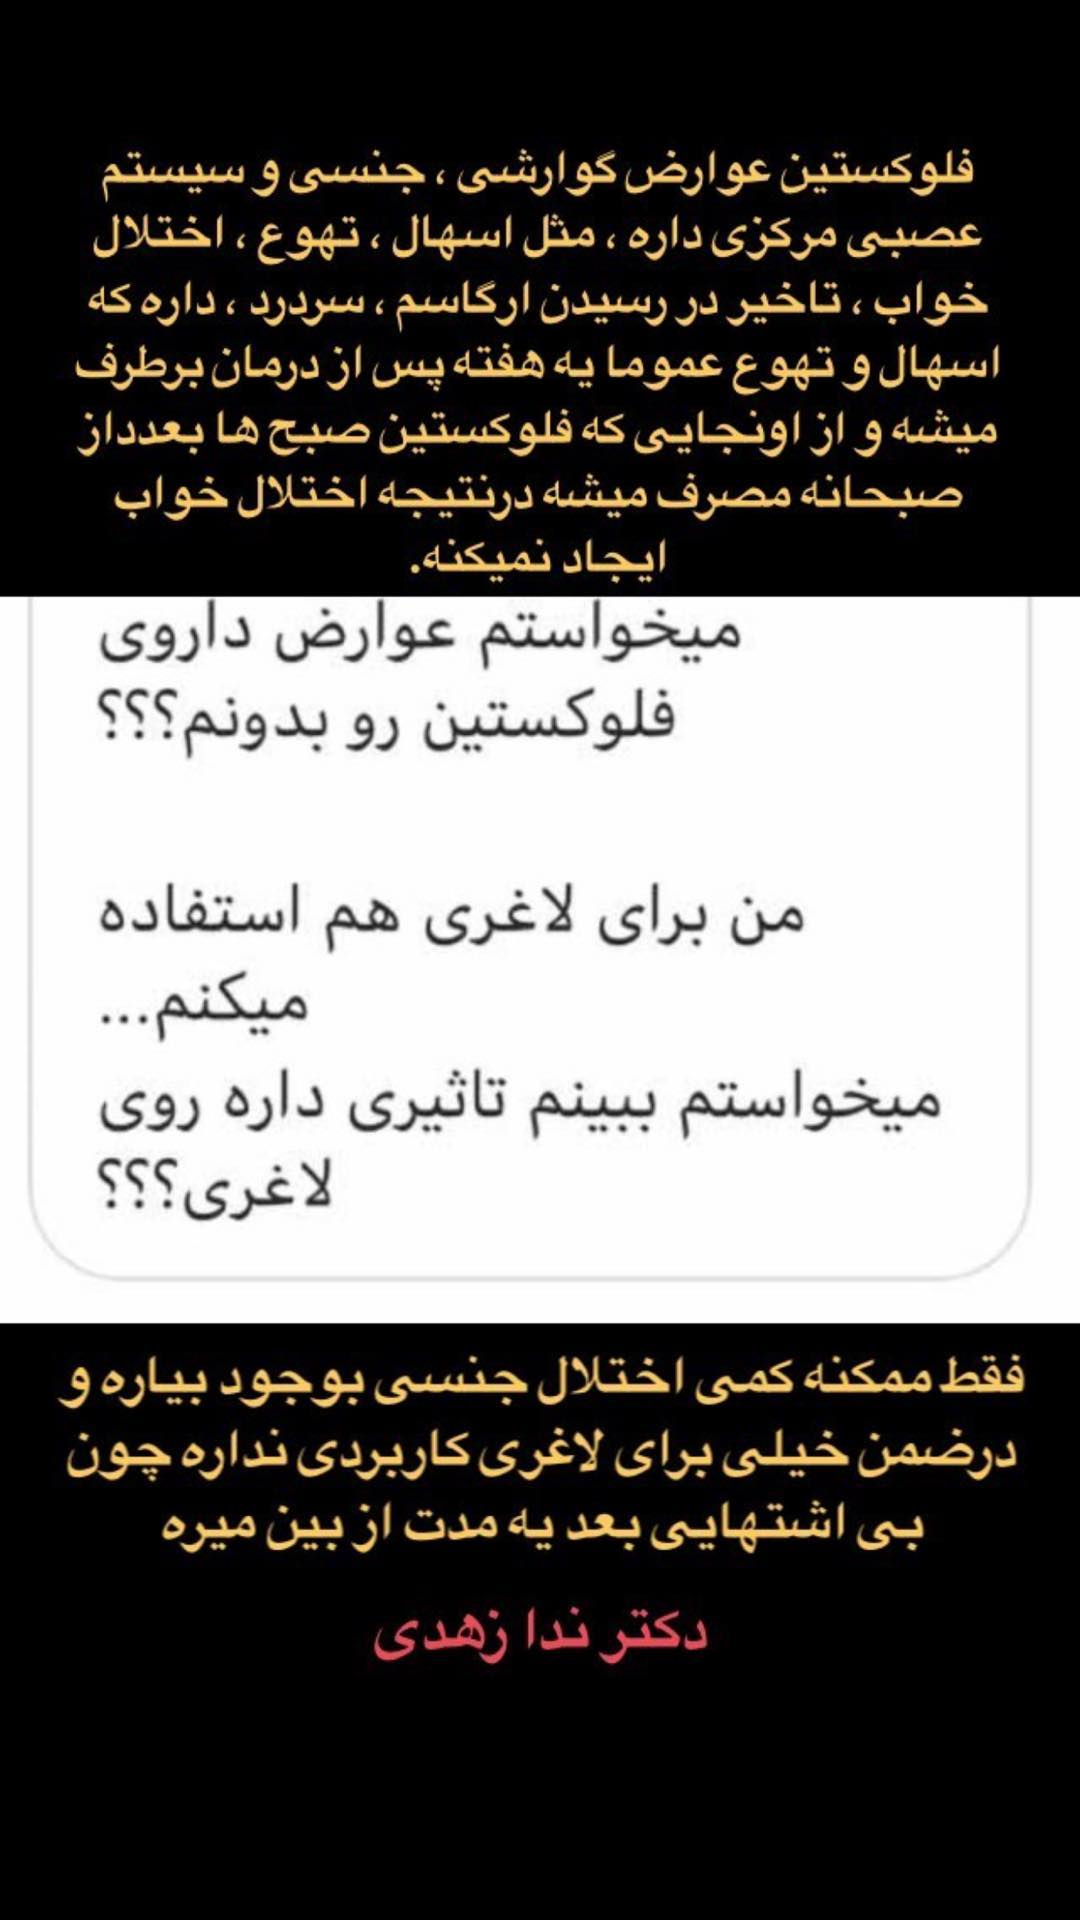 فلوکستین عوارض گوارشی ، جنسی و سیستم
عصبی مرکزی داره ، مثل اسهال ، تهوع ، اختلال
خواب ، تاخیر در رسیدن ارگاسم ، سردرد ، داره که
اسهال و تهوع عموما یه هفته پس از درمان برطرف
میشه و از اونجایی که فلوکستین صبح ها بعدداز
صبحانه مصرف میشه درنتیجه اختلال خواب
ایجاد نمیکنه.
میخواستم عوارض داروی
فلوکستین رو بدونم؟؟؟
من برای لاغری هم استفاده
میکنم...
میخواستم ببینم تاثیری داره روی
لاغری؟؟؟
فقط ممکنه کمی اختلال جنسی بوجود بیاره و
درضمن خیلی برای لاغری کاربردی نداره چون
بی اشتهایی بعد یه مدت از بین میره
دکتر ندا زهدی